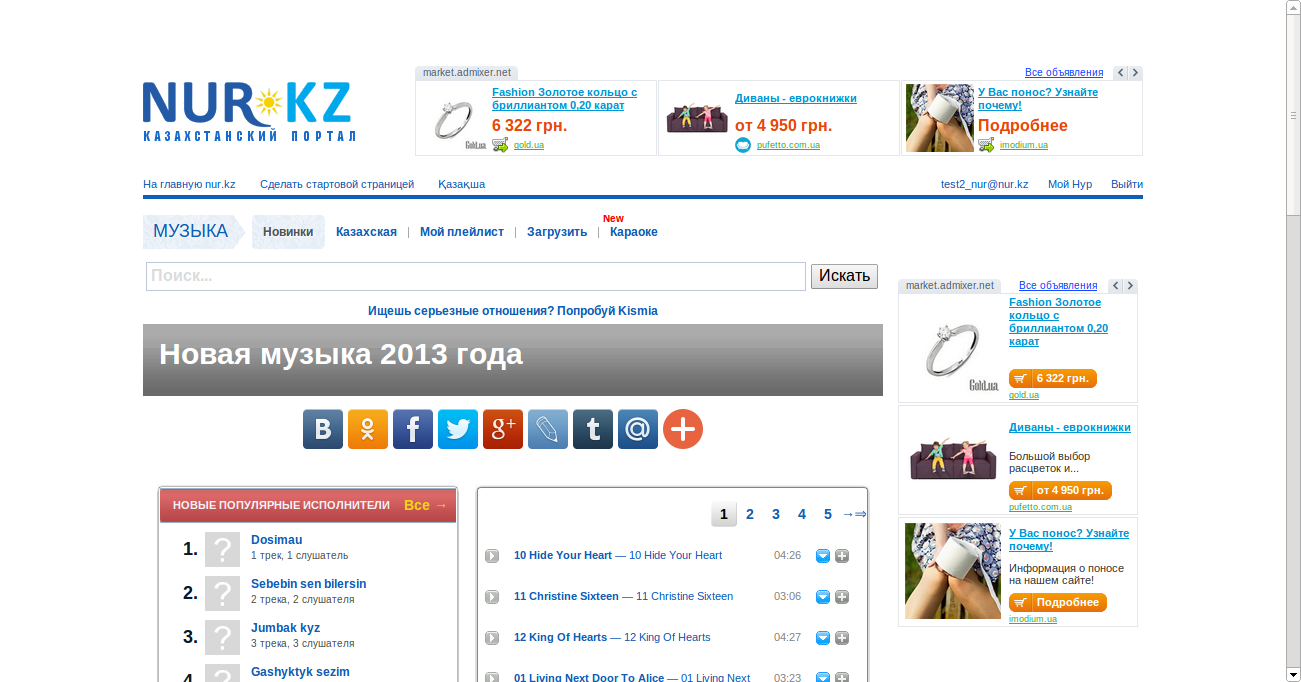 market.admixer.net
Все объявления
NUR KZ
КАЗАХСТАНСКИЙ ПОРТАЛ
Fashion Золотое кольцо с
бриллиантом 0,20 карат
6 322 грн.
Gold.ua
gold.ua
Диваны - еврокнижки
от 4 950 грн.
pufetto.com.ua
У Вас понос? Узнайте
почему!
Подробнее
imodium.ua
На главную nur.kz Сделать стартовой страницей Қазақша
test2_nur@nur.kz Мой Нур Выйти
New
МУЗЫКА Новинки Казахская | Мой плейлист | Загрузить | Караоке
Поиск... Искать
Ищешь серьезные отношения? Попробуй Kismia
Новая музыка 2013 года
НОВЫЕ ПОПУЛЯРНЫЕ ИСПОЛНИТЕЛИ Все →
1. Dosimau
1 трек, 1 слушатель
2. Sebebin sen bilersin
2 трека, 2 слушателя
3. Jumbak kyz
3 трека, 3 слушателя
4. Gashyktyk sezim
1 2 3 4 5 →⇒
10 Hide Your Heart — 10 Hide Your Heart 04:26
11 Christine Sixteen — 11 Christine Sixteen 03:06
12 King Of Hearts — 12 King Of Hearts 04:27
01 Living Next Door To Alice — 01 Living Next 03:23
market.admixer.net
Все объявления
Fashion Золотое
кольцо с
бриллиантом 0,20
карат
Gold.ua
6 322 грн.
gold.ua
Диваны - еврокнижки
Большой выбор
расцветок и...
от 4 950 грн.
pufetto.com.ua
У Вас понос? Узнайте
почему!
Информация о поносе
на нашем сайте!
Подробнее
imodium.ua